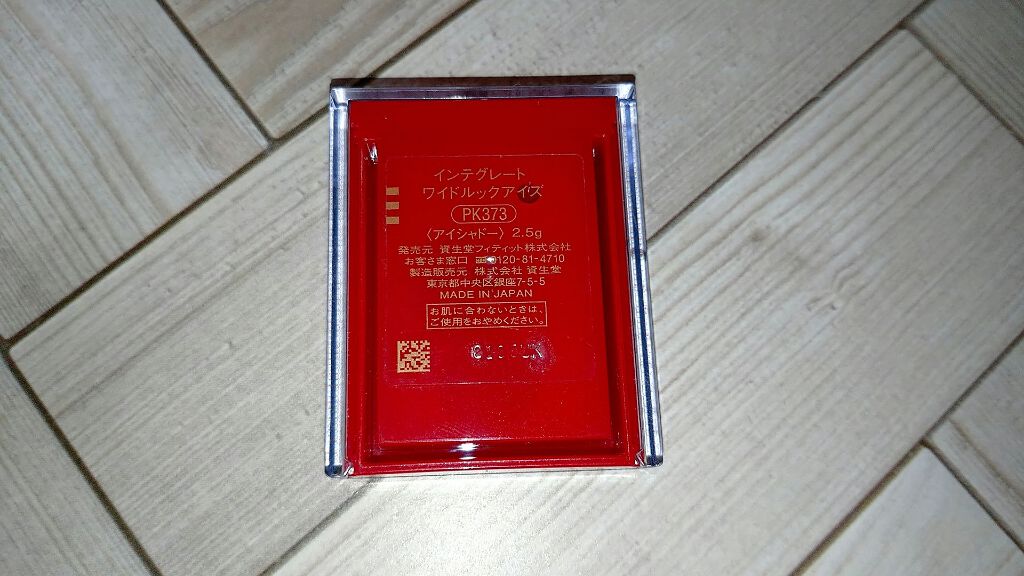 インテグレート
ワイドルックアイズ
PK373
〈アイシャドー〉2.5g
発売元 資生堂フィティット株式会社
お客さま窓口 0120-81-4710
製造販売元 株式会社 資生堂
東京都中央区銀座7-5-5
MADE IN JAPAN
お肌に合わないときは、
ご使用をおやめください。